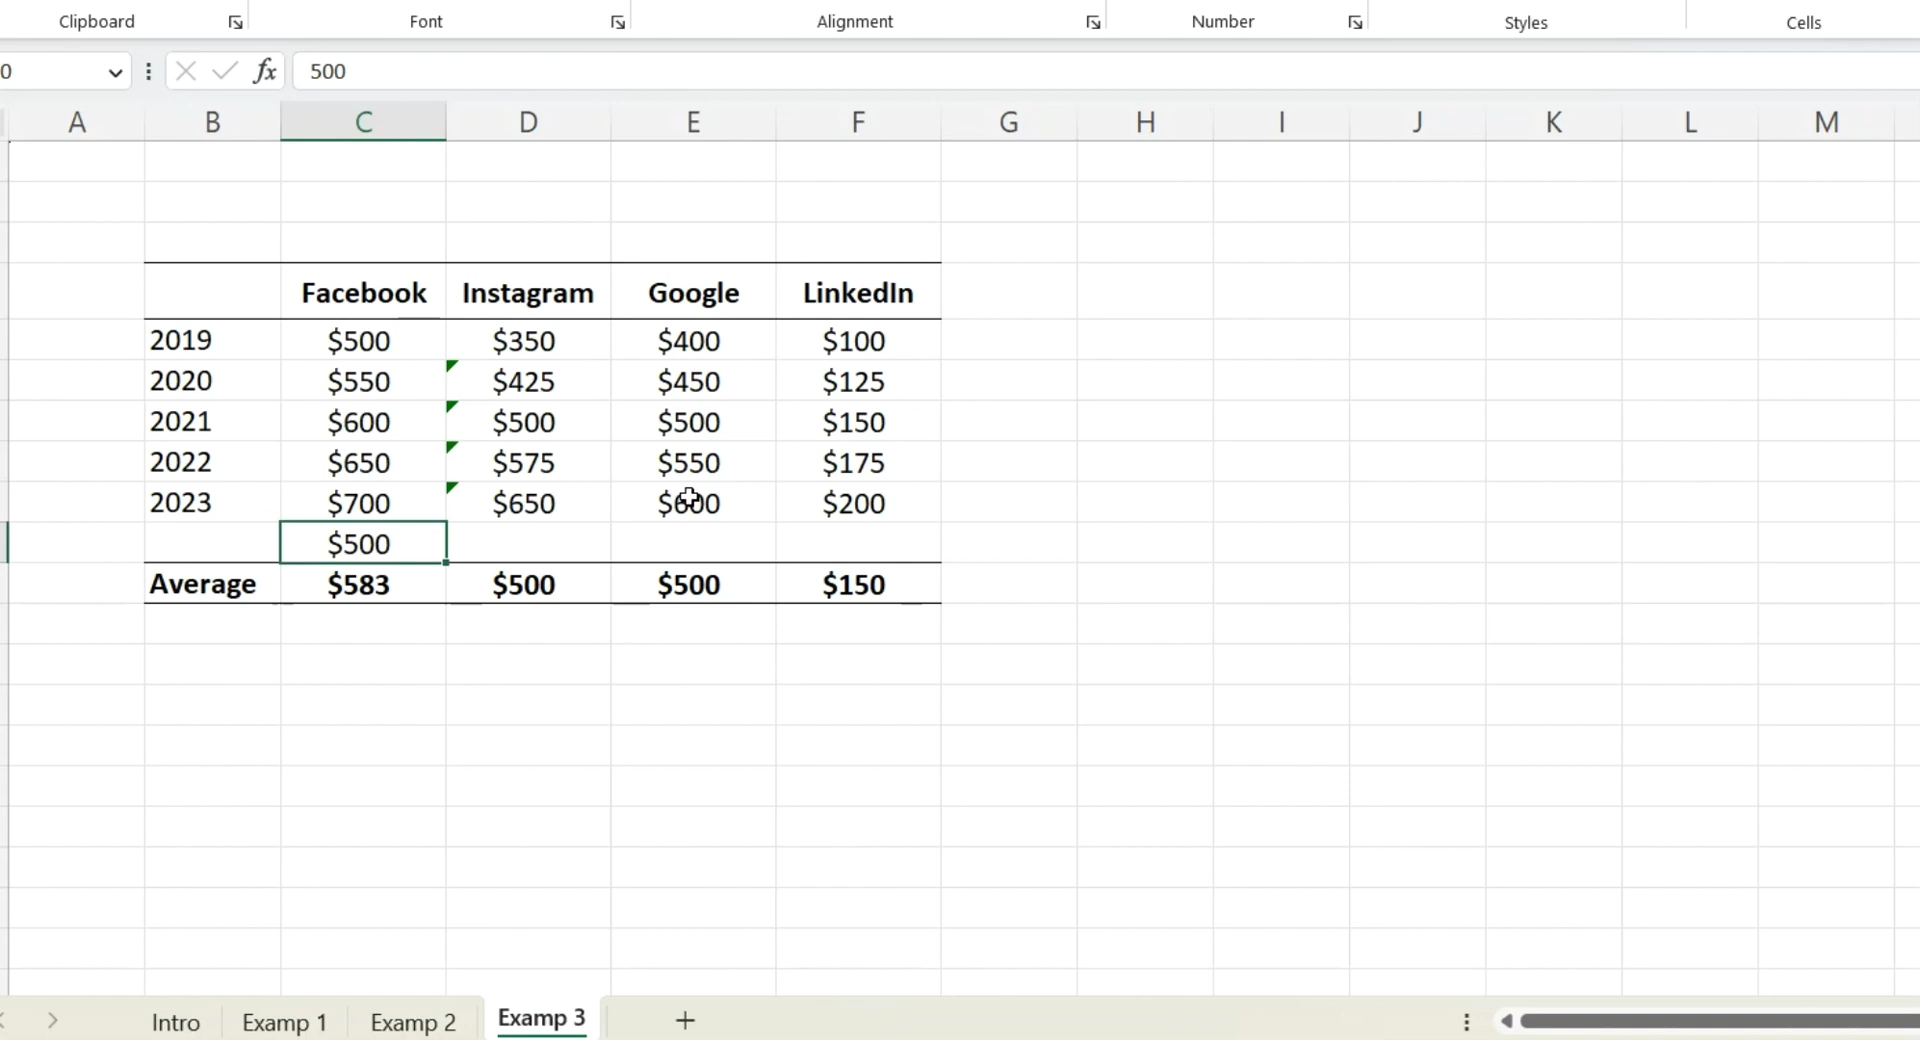 Clipboard Font Alignment Number Styles Cells
0 fx 500
A B C D E F G H I J K L M
Facebook Instagram Google LinkedIn
2019 $500 $350 $400 $100
2020 $550 $425 $450 $125
2021 $600 $500 $500 $150
2022 $650 $575 $550 $175
2023 $700 $650 $600 $200
$500
Average $583 $500 $500 $150
Intro Examp 1 Examp 2 Examp 3 +